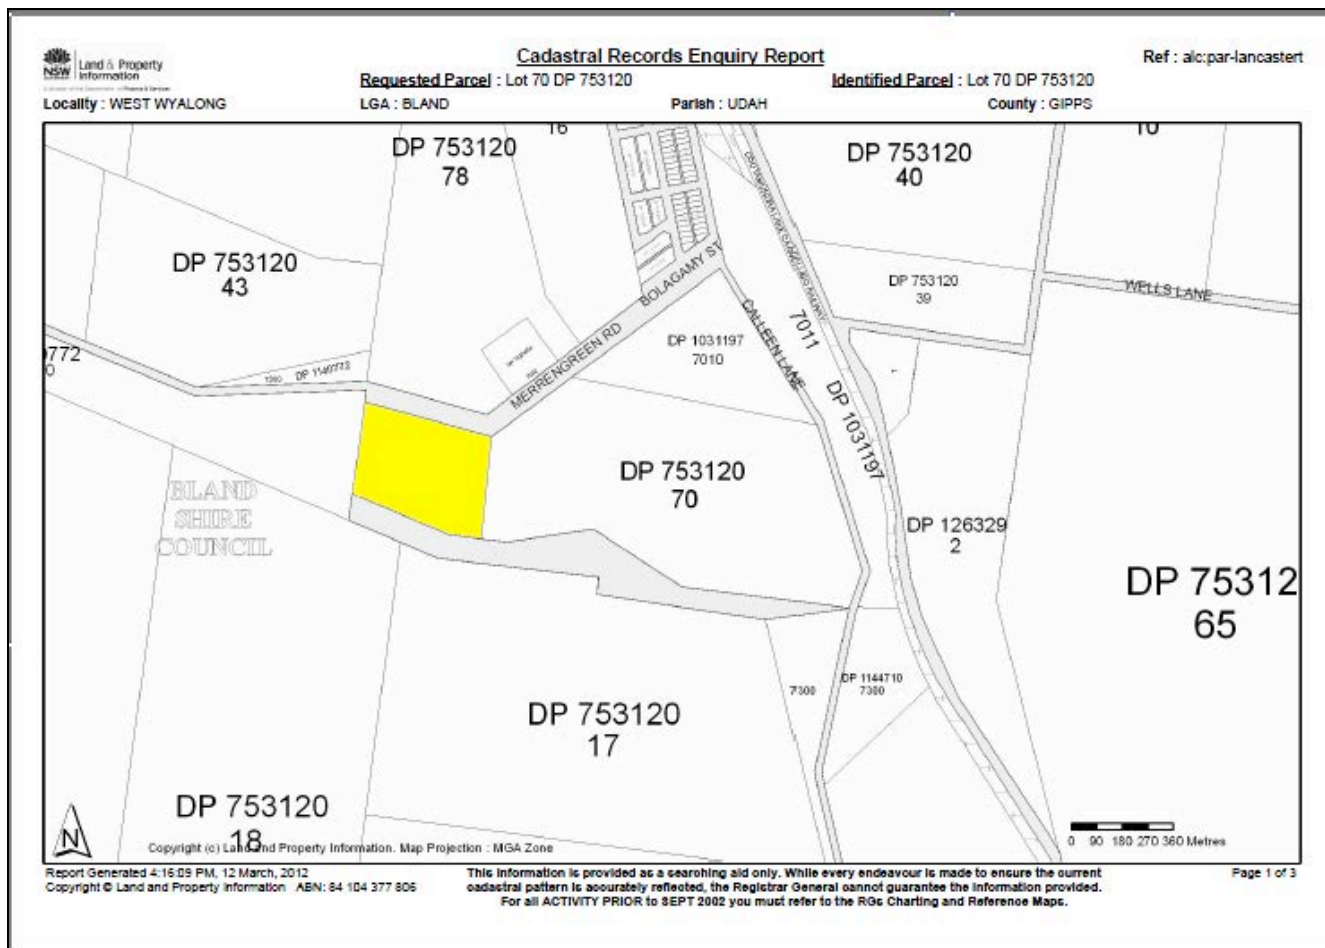 Cadastral Records Enquiry Report
Ref : alc:par-lancastert
NSW
Land & Property
Information
Requested Parcel : Lot 70 DP 753120
Identified Parcel : Lot 70 DP 753120
Locality : WEST WYALONG
LGA : BLAND
Parish : UDAH
County : GIPPS
16
10
DP 753120
78
DP 753120
40
DP 753120
43
DP 753120
39
WELLS LANE
BOLAGAMY ST
MERRENGREEN RD
CALLEEN LANE
7011
DP 1031197
7010
DP 1031197
7300 DP 1140772
0772
0
DP 753120
70
BLAND
SHIRE
COUNCIL
1
DP 126329
2
DP 75312
65
7300
DP 1144710
7300
DP 753120
17
DP 753120
18
N
0 90 180 270 360 Metres
Copyright (c) Land and Property Information. Map Projection : MGA Zone
Report Generated 4:16:09 PM, 12 March, 2012
Copyright © Land and Property Information ABN: 84 104 377 806
This information is provided as a searching aid only. While every endeavour is made to ensure the current
cadastral pattern is accurately reflected, the Registrar General cannot guarantee the information provided.
For all ACTIVITY PRIOR to SEPT 2002 you must refer to the RGs Charting and Reference Maps.
Page 1 of 3